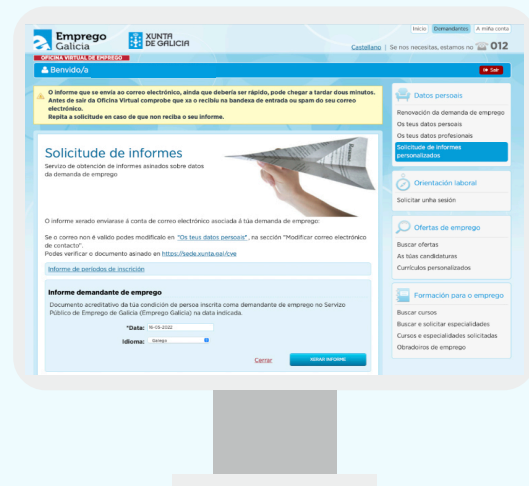 Inicio Demandantes A miña conta
Emprego
Galicia
XUNTA
DE GALICIA
Castellano | Se nos necesitas, estamos no 012
OFICINA VIRTUAL DE EMPREGO
Benvido/a
Sair
O informe que se envía ao correo electrónico, aínda que debería ser rápido, pode chegar a tardar dous minutos.
Antes de sair da Oficina Virtual comprobe que xa o recibiu na bandexa de entrada ou spam do seu correo
electrónico.
Repita a solicitude en caso de que non reciba o seu informe.
Solicitude de informes
Servizo de obtención de informes asinados sobre datos
da demanda de emprego
O informe xerado enviarase á conta de correo electrónico asociada á túa demanda de emprego:
Se o correo non é valido podes modificalo en "Os teus datos persoais", na sección "Modificar correo electrónico
de contacto".
Podes verificar o documento asinado en https://sede.xunta.gal/cve
Informe de períodos de inscrición
Informe demandante de emprego
Documento acreditativo da túa condición de persoa inscrita coma demandante de emprego no Servizo
Público de Emprego de Galicia (Emprego Galicia) na data indicada.
*Data: 16-05-2022
Idioma: Galego
Cerrar
XERAR INFORME
Datos persoais
Renovación da demanda de emprego
Os teus datos persoais
Os teus datos profesionais
Solicitude de informes
personalizados
Orientación laboral
Solicitar unha sesión
Ofertas de emprego
Buscar ofertas
As túas candidaturas
Currículos personalizados
Formación para o emprego
Buscar cursos
Buscar e solicitar especialidades
Cursos e especialidades solicitadas
Obradoiros de emprego